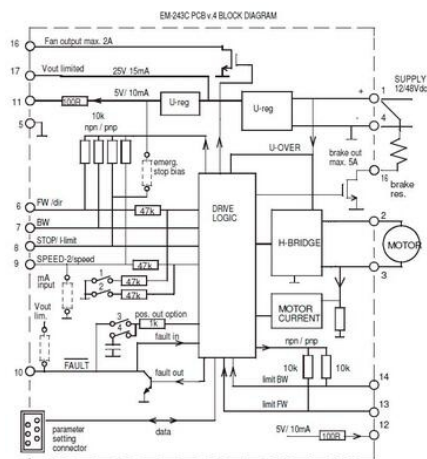 EM-243C PCB v.4 BLOCK DIAGRAM
16 Fan output max. 2A
17 Vout limited 25V 15mA
SUPPLY
12/48Vdc
11 100R 5V/ 10mA U-reg U-reg + 1
5 - 4
10k
npn / pnp
emerg.
stop bias
U-OVER
brake out
max. 5A
16
brake
res.
6 FW /dir 47k
7 BW
8 STOP/ I-limit
9 SPEED-2/speed 47k
DRIVE
LOGIC
H-BRIDGE
2
MOTOR
3
mA
input
1 47k
2 47k
Vout
lim.
MOTOR
CURRENT
3 pos. out option
4 1k
fault in
npn / pnp
10k 10k
10 FAULT
fault out
limit BW 14
limit FW 13
12
5V/ 10mA 100R
parameter
setting
connector
data